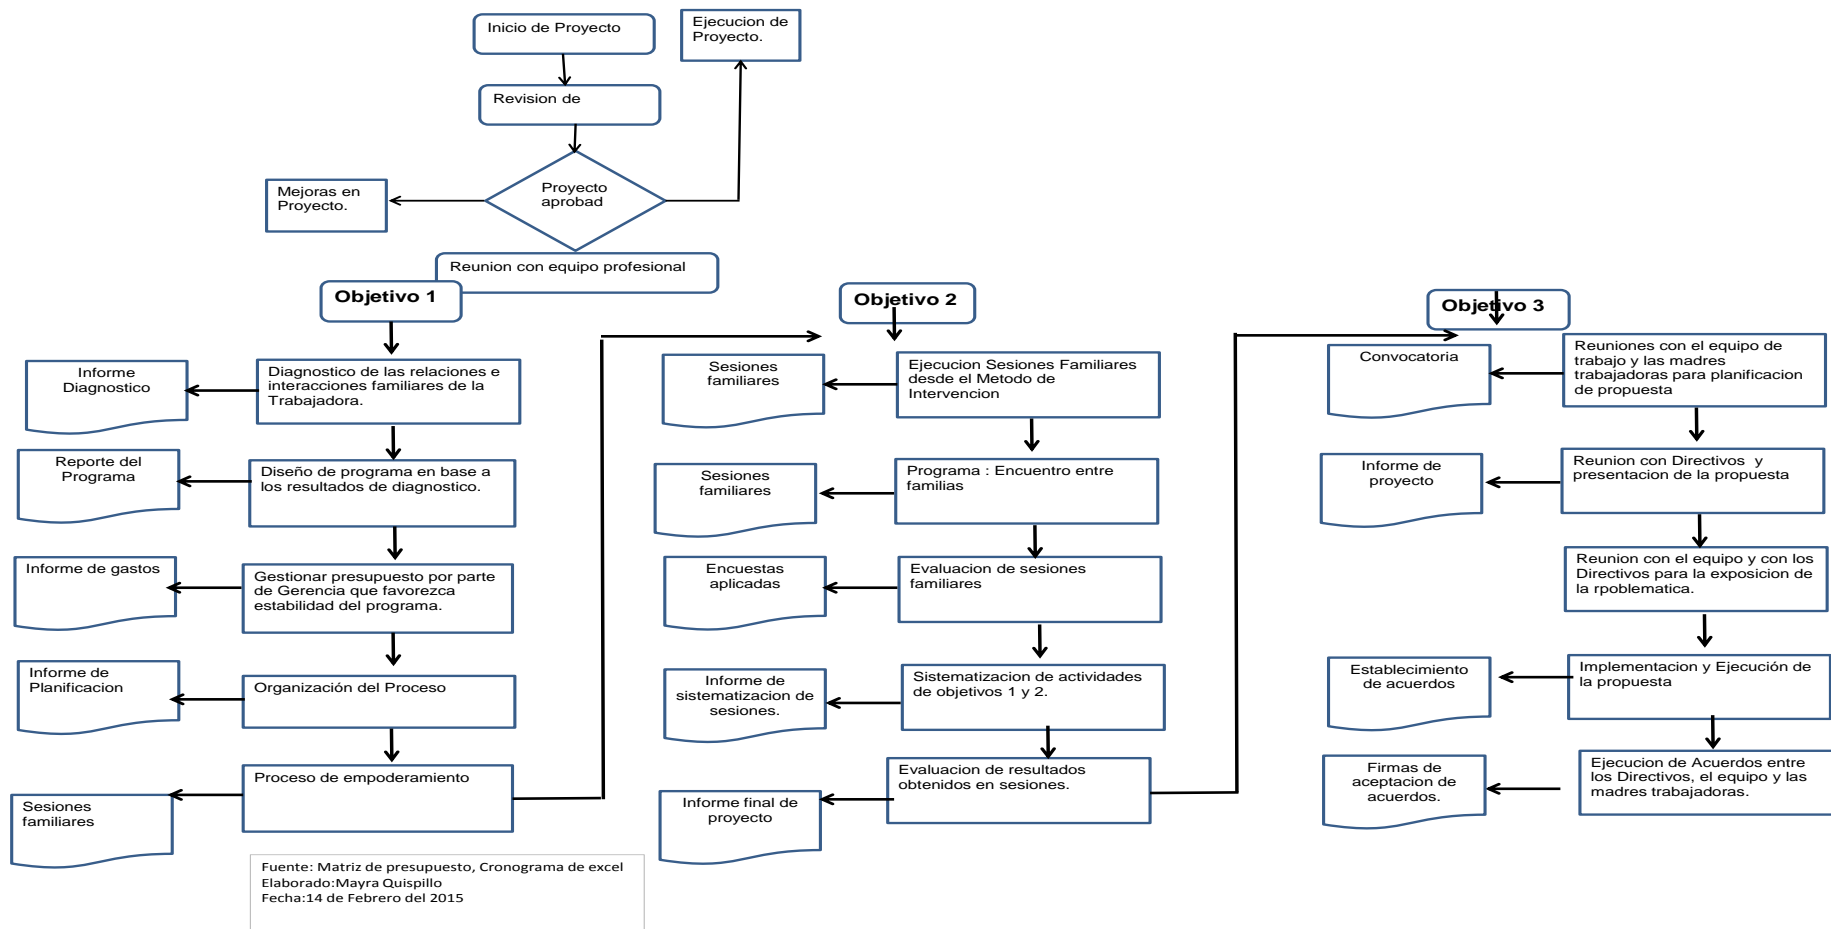 Inicio de Proyecto
Ejecucion de
Proyecto.
Revision de
Proyecto
aprobad
Mejoras en
Proyecto.
Reunion con equipo profesional
Objetivo 1
Informe
Diagnostico
Diagnostico de las relaciones e
interacciones familiares de la
Trabajadora.
Reporte del
Programa
Diseño de programa en base a
los resultados de diagnostico.
Informe de gastos
Gestionar presupuesto por parte
de Gerencia que favorezca
estabilidad del programa.
Informe de
Planificacion
Organización del Proceso
Proceso de empoderamiento
Sesiones
familiares
Objetivo 2
Sesiones
familiares
Ejecucion Sesiones Familiares
desde el Metodo de
Intervencion
Sesiones
familiares
Programa : Encuentro entre
familias
Encuestas
aplicadas
Evaluacion de sesiones
familiares
Informe de
sistematizacion de
sesiones.
Sistematizacion de actividades
de objetivos 1 y 2.
Evaluacion de resultados
obtenidos en sesiones.
Informe final de
proyecto
Objetivo 3
Convocatoria
Reuniones con el equipo de
trabajo y las madres
trabajadoras para planificacion
de propuesta
Informe de
proyecto
Reunion con Directivos  y
presentacion de la propuesta
Reunion con el equipo y con los
Directivos para la exposicion de
la rpoblematica.
Establecimiento
de acuerdos
Implementacion y Ejecución de
la propuesta
Firmas de
aceptacion de
acuerdos.
Ejecucion de Acuerdos entre
los Directivos, el equipo y las
madres trabajadoras.
Fuente: Matriz de presupuesto, Cronograma de excel
Elaborado:Mayra Quispillo
Fecha:14 de Febrero del 2015